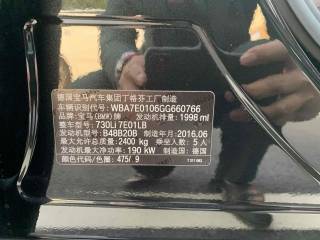 德国宝马汽车集团丁格芬工厂制造
车辆识别代号: WBA7E0106GG660766
品牌: 宝马(BMW)牌 发动机排量: 1998 ml
整车型号: 730Li 7E01LB
发动机型号: B48B20B 制造年月: 2016.06
最大允许总质量: 2400 kg 乘坐人数: 5 人
发动机最大净功率: 190 kW 制造国: 德国
颜色代码/色圈: 475/ 9